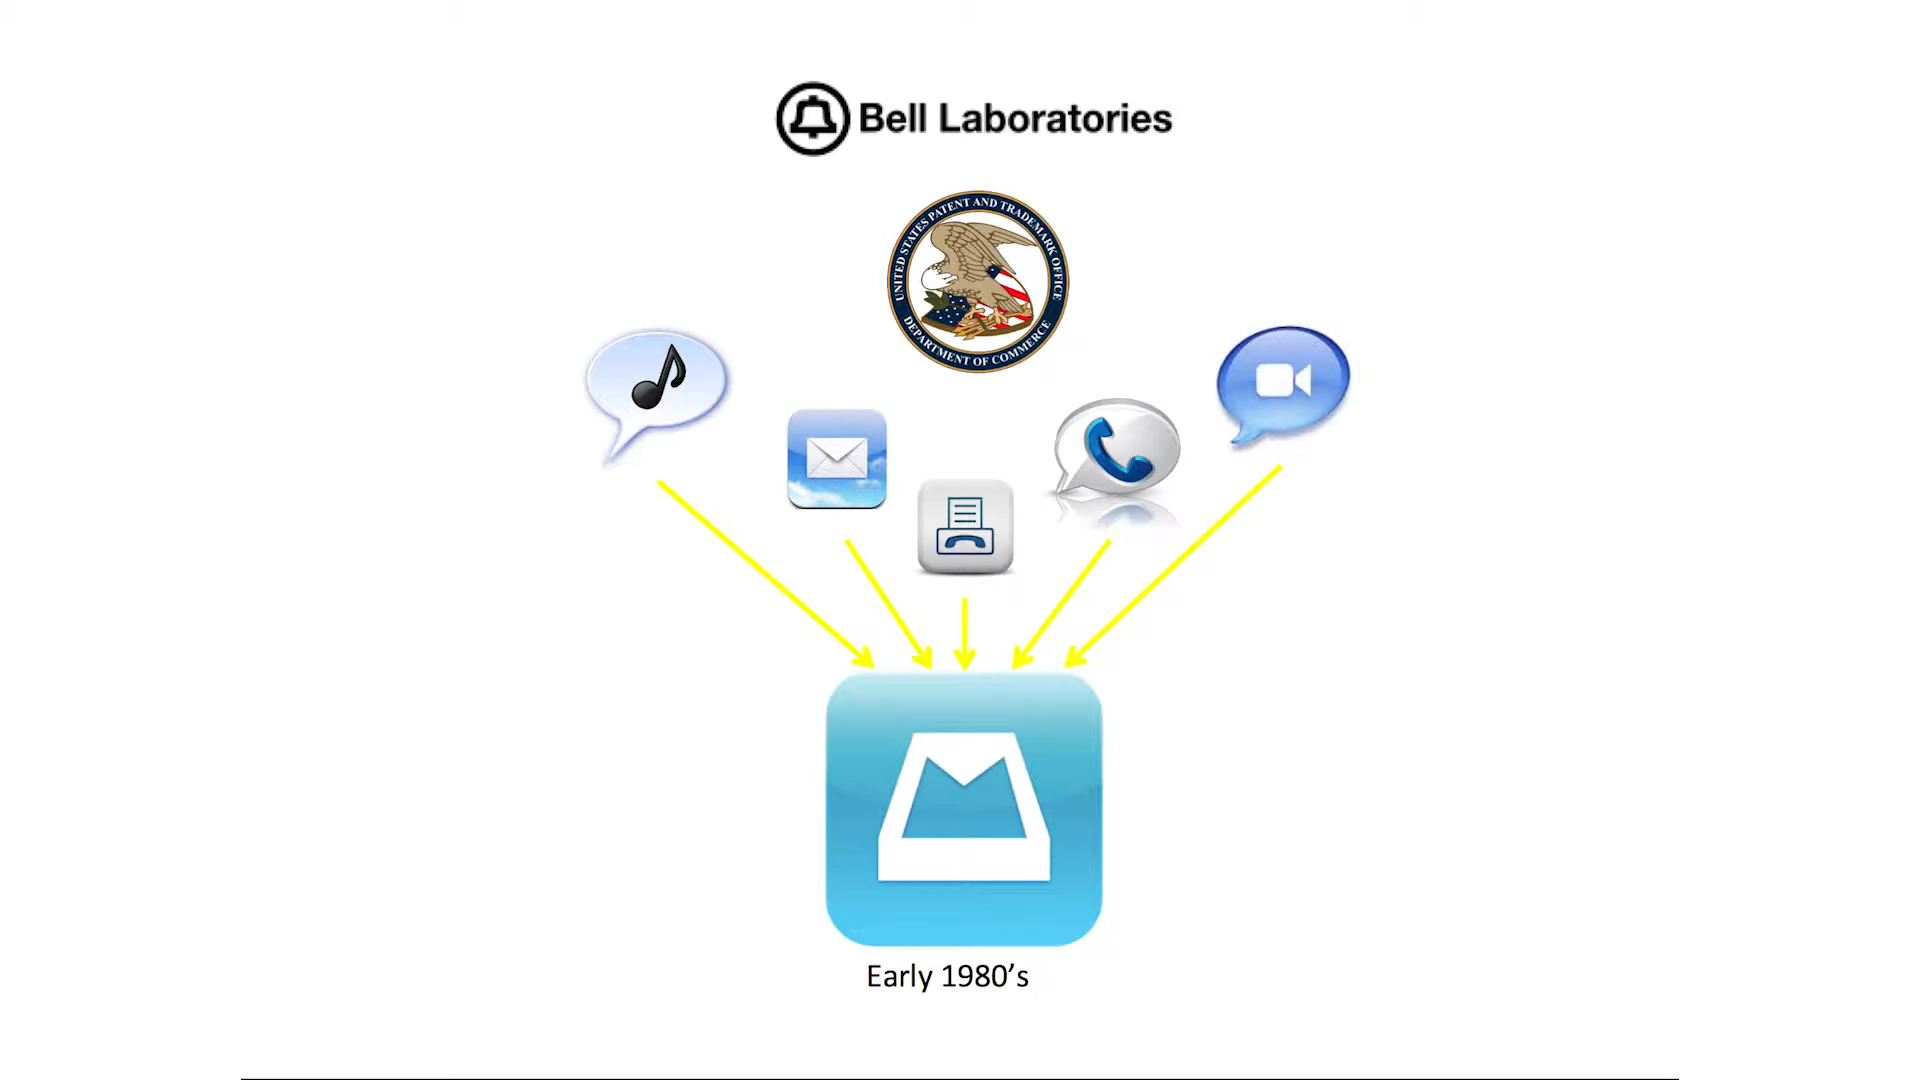 Bell Laboratories
UNITED STATES PATENT AND TRADEMARK OFFICE
DEPARTMENT OF COMMERCE
Early 1980’s